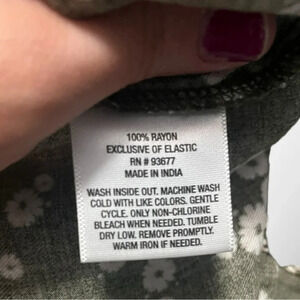 100% RAYON
EXCLUSIVE OF ELASTIC
RN # 93677
MADE IN INDIA
WASH INSIDE OUT. MACHINE WASH
COLD WITH LIKE COLORS. GENTLE
CYCLE. ONLY NON-CHLORINE
BLEACH WHEN NEEDED. TUMBLE
DRY LOW. REMOVE PROMPTLY.
WARM IRON IF NEEDED.